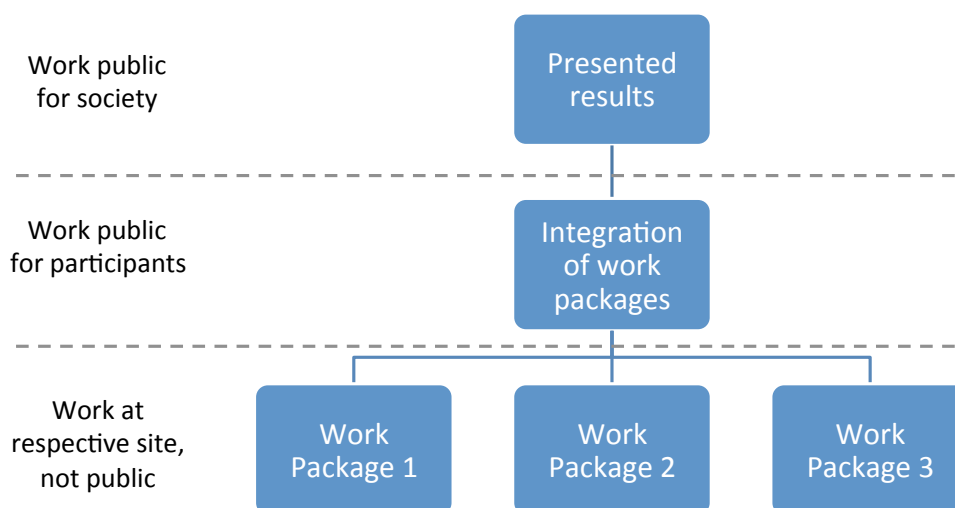 Work public
for society
Presented
results
Work public
for participants
Integration
of work
packages
Work at
respective site,
not public
Work
Package 1
Work
Package 2
Work
Package 3